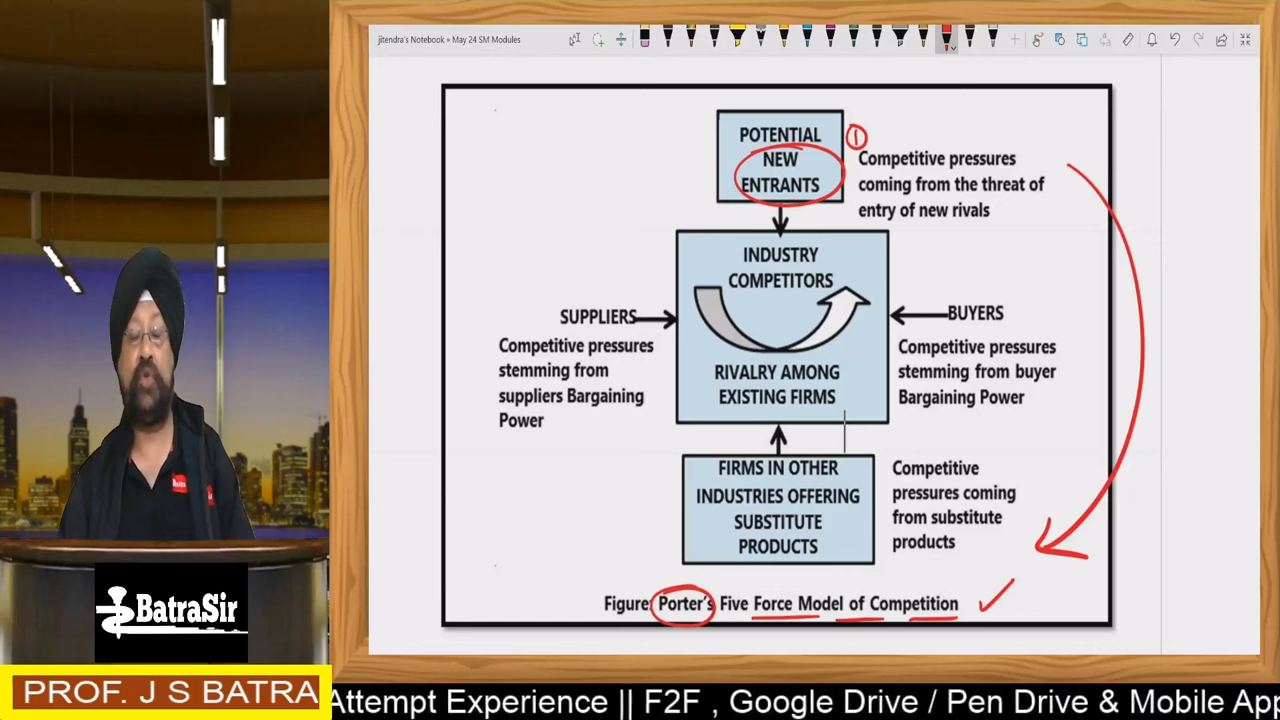 jitendra's Notebook » May 24 SM Modules
POTENTIAL
NEW
ENTRANTS
1
Competitive pressures
coming from the threat of
entry of new rivals
INDUSTRY
COMPETITORS
SUPPLIERS
Competitive pressures
stemming from
suppliers Bargaining
Power
RIVALRY AMONG
EXISTING FIRMS
BUYERS
Competitive pressures
stemming from buyer
Bargaining Power
FIRMS IN OTHER
INDUSTRIES OFFERING
SUBSTITUTE
PRODUCTS
Competitive
pressures coming
from substitute
products
Figure: Porter's Five Force Model of Competition
BatraSir
PROF. J S BATRA
Attempt Experience || F2F , Google Drive / Pen Drive & Mobile App